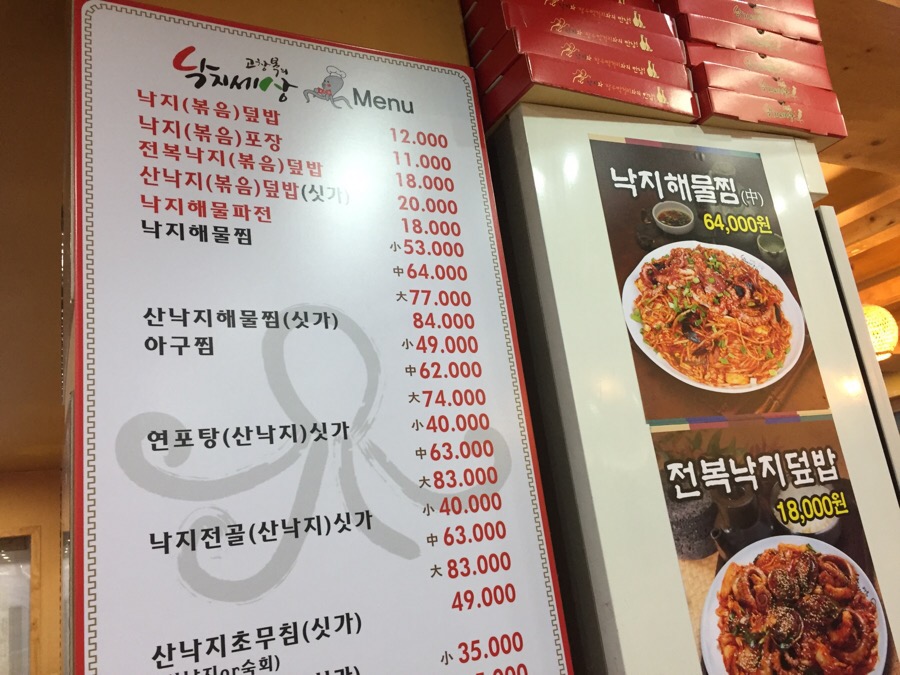 낙지세상
Menu
낙지(볶음)덮밥 12.000
낙지(볶음)포장 11.000
전복낙지(볶음)덮밥 18.000
산낙지(볶음)덮밥(싯가) 20.000
낙지해물파전 18.000
낙지해물찜 小 53.000
中 64.000
大 77.000
산낙지해물찜(싯가) 84.000
아구찜 小 49.000
中 62.000
大 74.000
연포탕(산낙지)싯가 小 40.000
中 63.000
大 83.000
낙지전골(산낙지)싯가 小 40.000
中 63.000
大 83.000
산낙지초무침(싯가) 49.000
小 35.000
낙지해물찜(中)
64,000원
전복낙지덮밥
18,000원